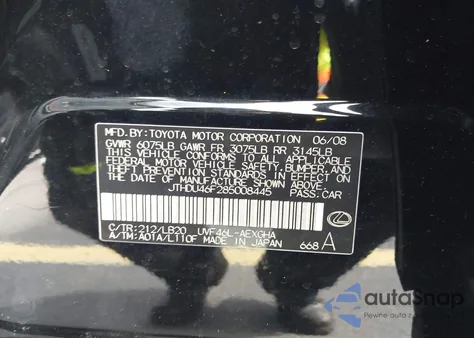 MFD. BY: TOYOTA MOTOR CORPORATION 06/08
GVWR 6075LB GAWR FR 3075LB RR 3145LB
THIS VEHICLE CONFORMS TO ALL APPLICABLE
FEDERAL MOTOR VEHICLE SAFETY, BUMPER, AND
THEFT PREVENTION STANDARDS IN EFFECT ON
THE DATE OF MANUFACTURE SHOWN ABOVE.
JTHDU46F285008445 PASS. CAR
C/TR: 212/LB20 UVF46L-AEXGHA
A/TM: A01A/L110F MADE IN JAPAN 668 A
autoSnap
Pewne auto z